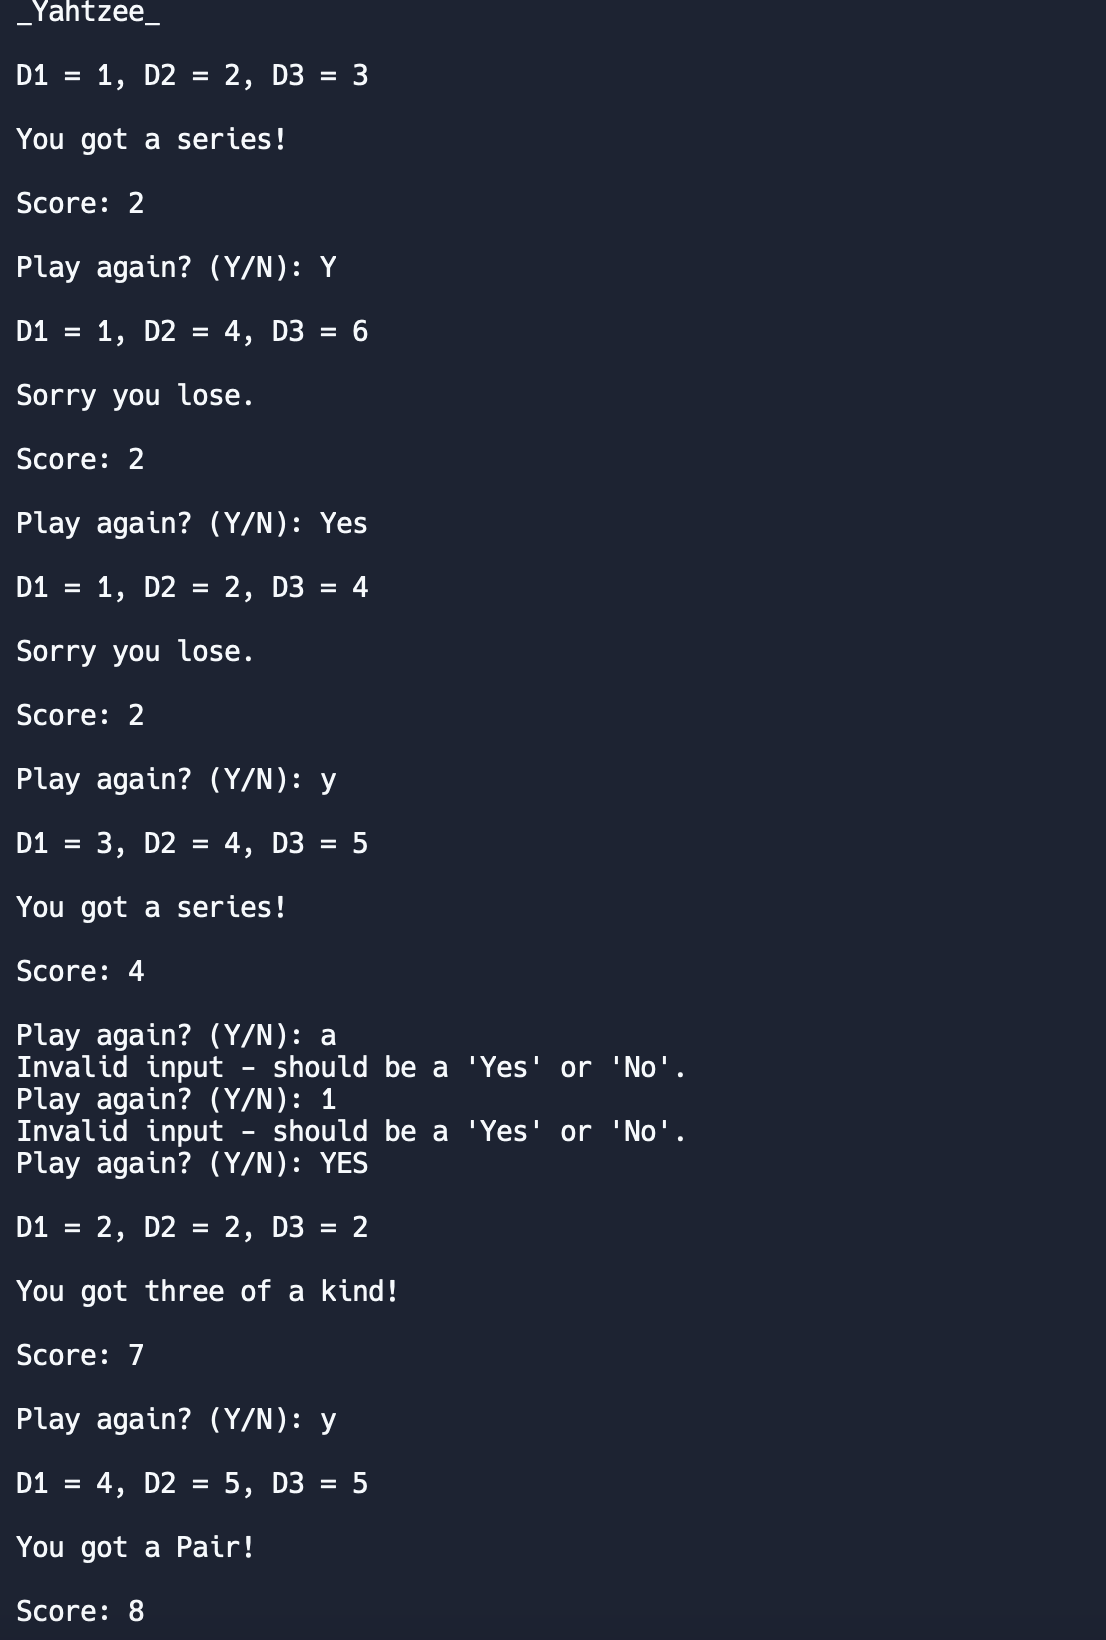 _Yahtzee_
D1 = 1, D2 = 2, D3 = 3
You got a series!
Score: 2
Play again? (Y/N): Y
D1 = 1, D2 = 4, D3 = 6
Sorry you lose.
Score: 2
Play again? (Y/N): Yes
D1 = 1, D2 = 2, D3 = 4
Sorry you lose.
Score: 2
Play again? (Y/N): y
D1 = 3, D2 = 4, D3 = 5
You got a series!
Score: 4
Play again? (Y/N): a
Invalid input - should be a 'Yes' or 'No'.
Play again? (Y/N): 1
Invalid input - should be a 'Yes' or 'No'.
Play again? (Y/N): YES
D1 = 2, D2 = 2, D3 = 2
You got three of a kind!
Score: 7
Play again? (Y/N): y
D1 = 4, D2 = 5, D3 = 5
You got a Pair!
Score: 8